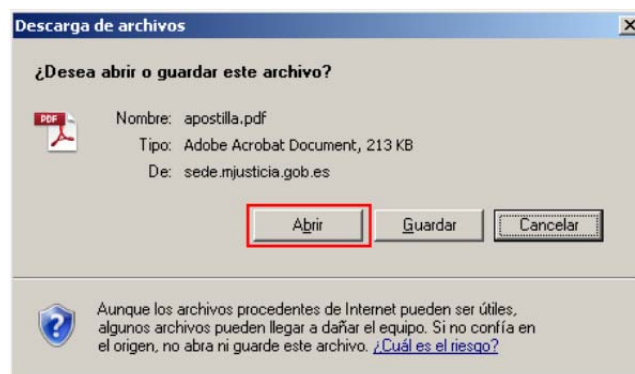 Descarga de archivos
¿Desea abrir o guardar este archivo?
PDF
Nombre: apostilla.pdf
Tipo: Adobe Acrobat Document, 213 KB
De: sede.mjusticia.gob.es
Abrir Guardar Cancelar
Aunque los archivos procedentes de Internet pueden ser útiles,
algunos archivos pueden llegar a dañar el equipo. Si no confía en
el origen, no abra ni guarde este archivo. ¿Cuál es el riesgo?